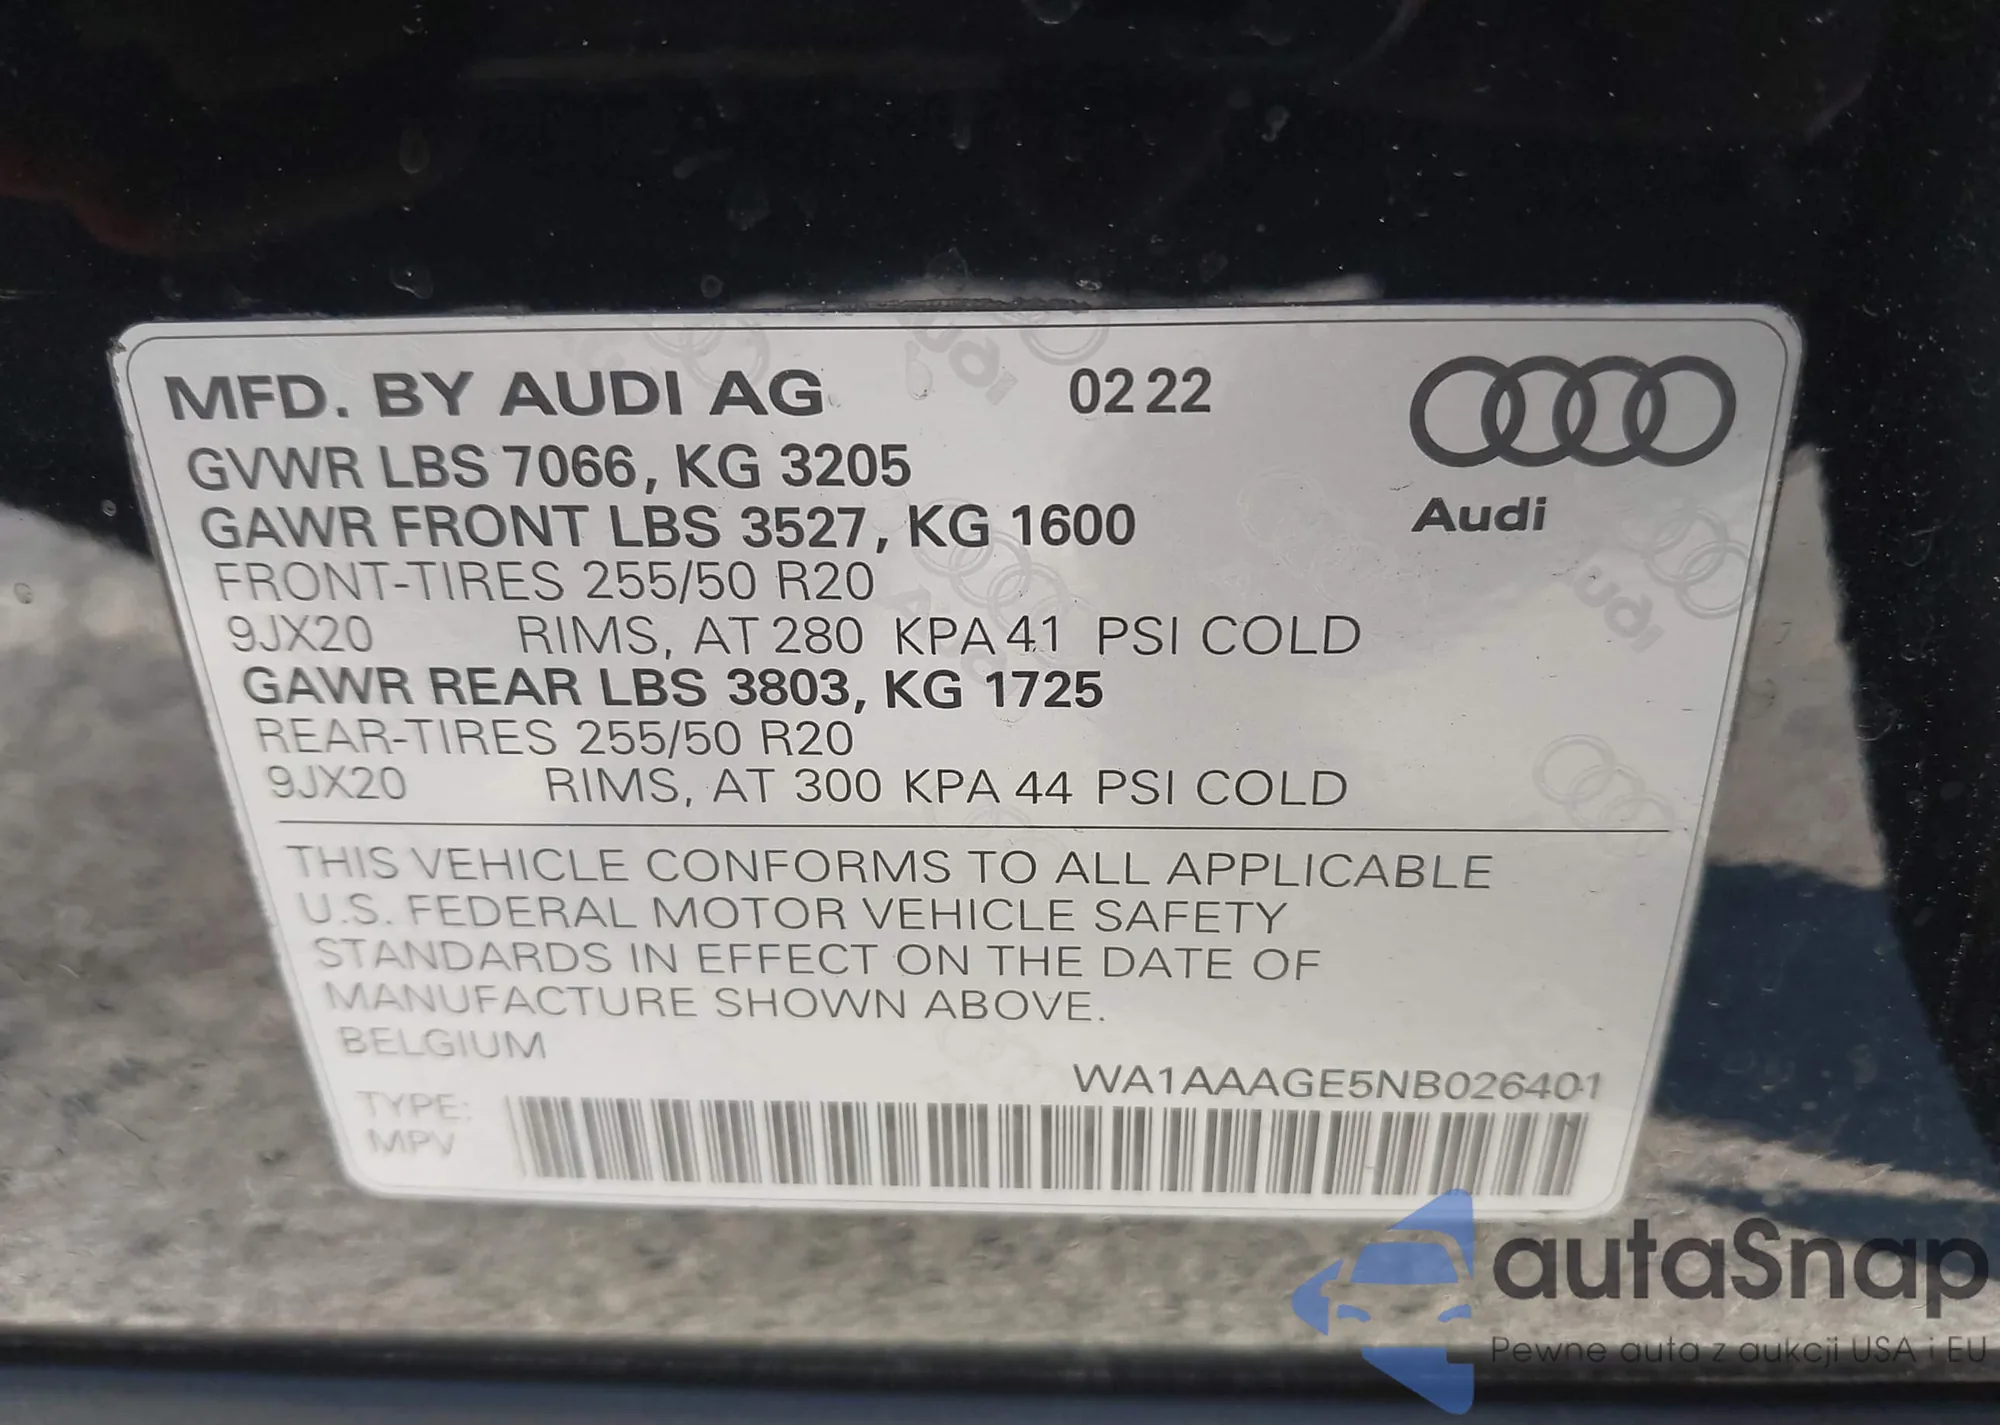 MFD. BY AUDI AG 02 22
GVWR LBS 7066, KG 3205
Audi
GAWR FRONT LBS 3527, KG 1600
FRONT-TIRES 255/50 R20
9JX20 RIMS, AT 280 KPA 41 PSI COLD
GAWR REAR LBS 3803, KG 1725
REAR-TIRES 255/50 R20
9JX20 RIMS, AT 300 KPA 44 PSI COLD
THIS VEHICLE CONFORMS TO ALL APPLICABLE
U.S. FEDERAL MOTOR VEHICLE SAFETY
STANDARDS IN EFFECT ON THE DATE OF
MANUFACTURE SHOWN ABOVE.
BELGIUM
WA1AAAGE5NB026401
TYPE:
MPV
autaSnap
Pewne auta z aukcji USA i EU